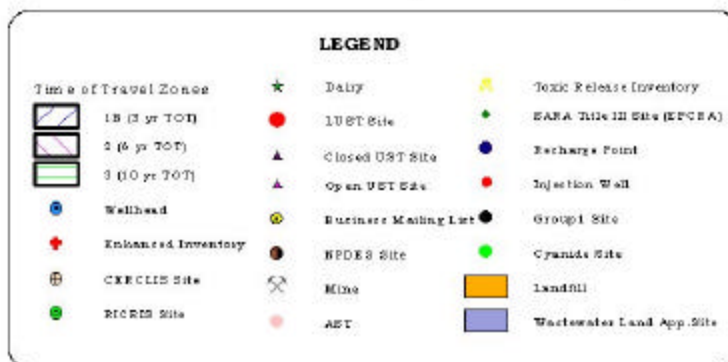 LEGEND
Time of Travel Zones
1B (3 yr TOT)
2 (6 yr TOT)
3 (10 yr TOT)
Wellhead
Enhanced Inventory
CERCLIS Site
RICRIS Site
Dairy
LUST Site
Closed UST Site
Open UST Site
Business Mailing List
NPDES Site
Mine
AST
Toxic Release Inventory
SARA Title III Site (EPCRA)
Recharge Point
Injection Well
Group1 Site
Cyanide Site
Landfill
Wastewater Land App. Site